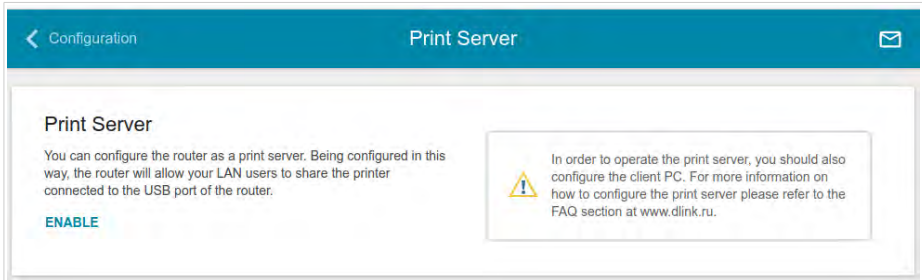 Configuration
Print Server
Print Server
You can configure the router as a print server. Being configured in this
way, the router will allow your LAN users to share the printer
connected to the USB port of the router.
ENABLE
In order to operate the print server, you should also
configure the client PC. For more information on
how to configure the print server please refer to the
FAQ section at www.dlink.ru.